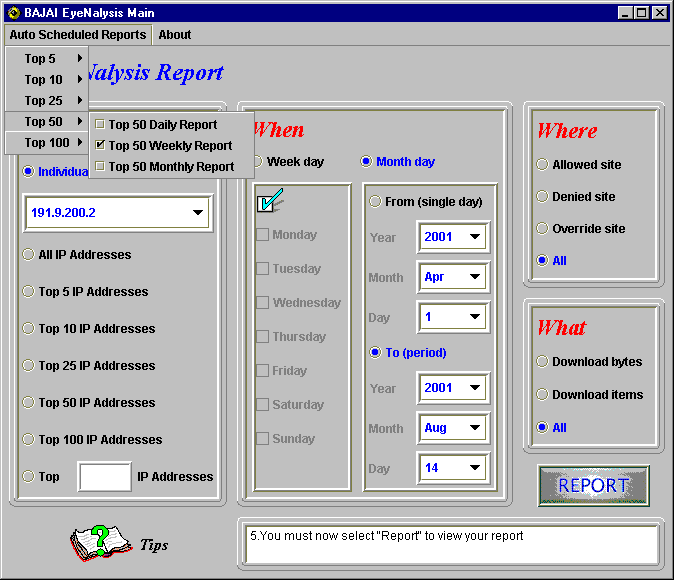 BAJAI EyeNalysis Main
Auto Scheduled Reports About
Top 5
Top 10
Top 25
Top 50
Top 100
Top 50 Daily Report
Top 50 Weekly Report
Top 50 Monthly Report
Nalysis Report
Individua
191.9.200.2
All IP Addresses
Top 5 IP Addresses
Top 10 IP Addresses
Top 25 IP Addresses
Top 50 IP Addresses
Top 100 IP Addresses
Top IP Addresses
When
Week day
Month day
Monday
Tuesday
Wednesday
Thursday
Friday
Saturday
Sunday
From (single day)
Year 2001
Month Apr
Day 1
To (period)
Year 2001
Month Aug
Day 14
Where
Allowed site
Denied site
Override site
All
What
Download bytes
Download items
All
REPORT
Tips
5.You must now select "Report" to view your report